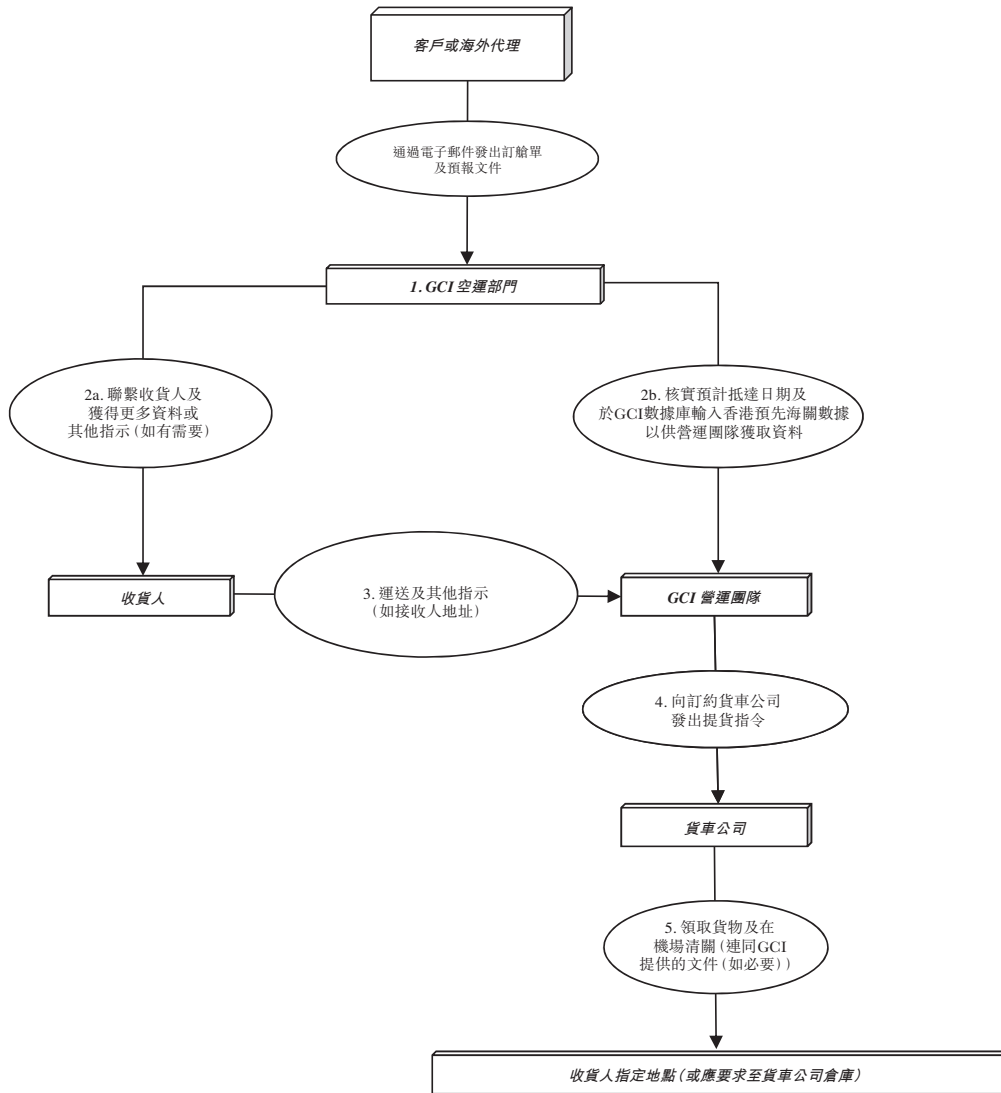 客戶或海外代理
通過電子郵件發出訂艙單
及預報文件
1. GCI 空運部門
2a. 聯繫收貨人及
獲得更多資料或
其他指示(如有需要)
2b. 核實預計抵達日期及
於GCI數據庫輸入香港預先海關數據
以供營運團隊獲取資料
收貨人
3. 運送及其他指示
(如接收人地址)
GCI 營運團隊
4. 向訂約貨車公司
發出提貨指令
貨車公司
5. 領取貨物及在
機場清關(連同GCI
提供的文件(如必要))
收貨人指定地點(或應要求至貨車公司倉庫)